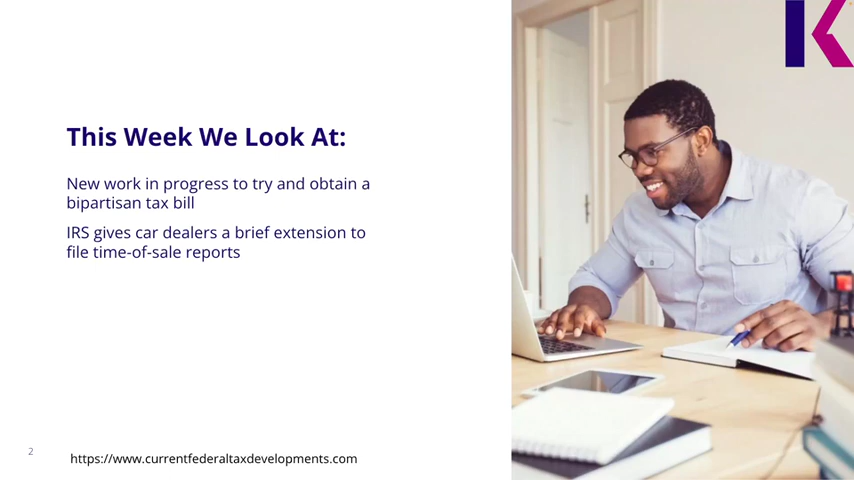 This Week We Look At:
New work in progress to try and obtain a
bipartisan tax bill
IRS gives car dealers a brief extension to
file time-of-sale reports
2
https://www.currentfederaltaxdevelopments.com
K